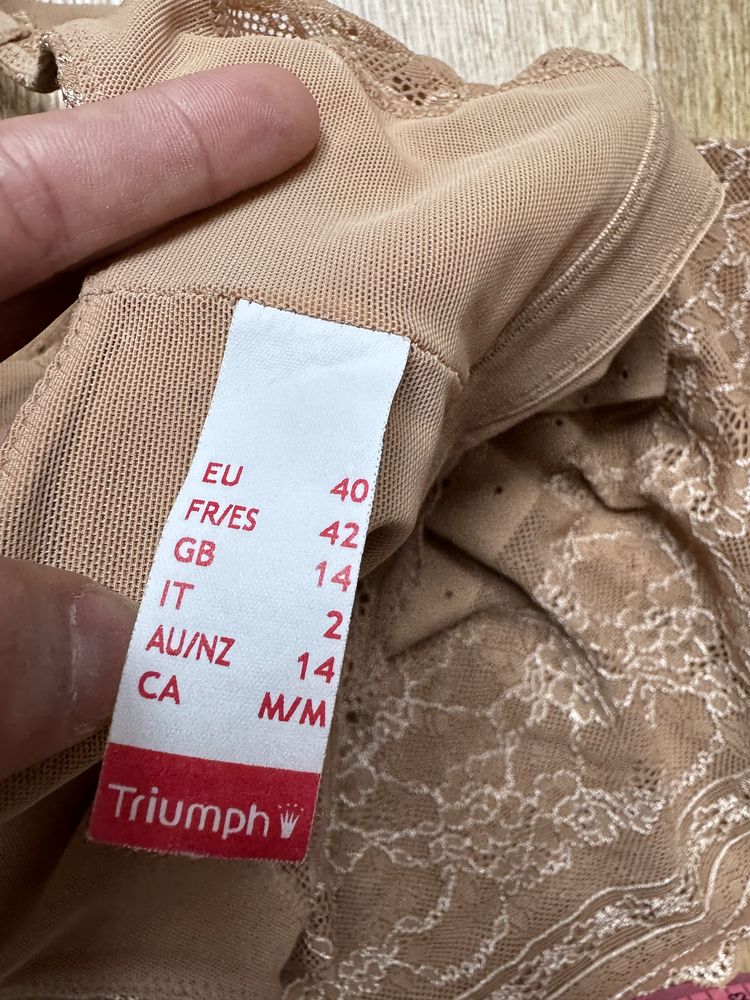 EU 40
FR/ES 42
GB 14
IT 2
AU/NZ 14
CA M/M
Triumph